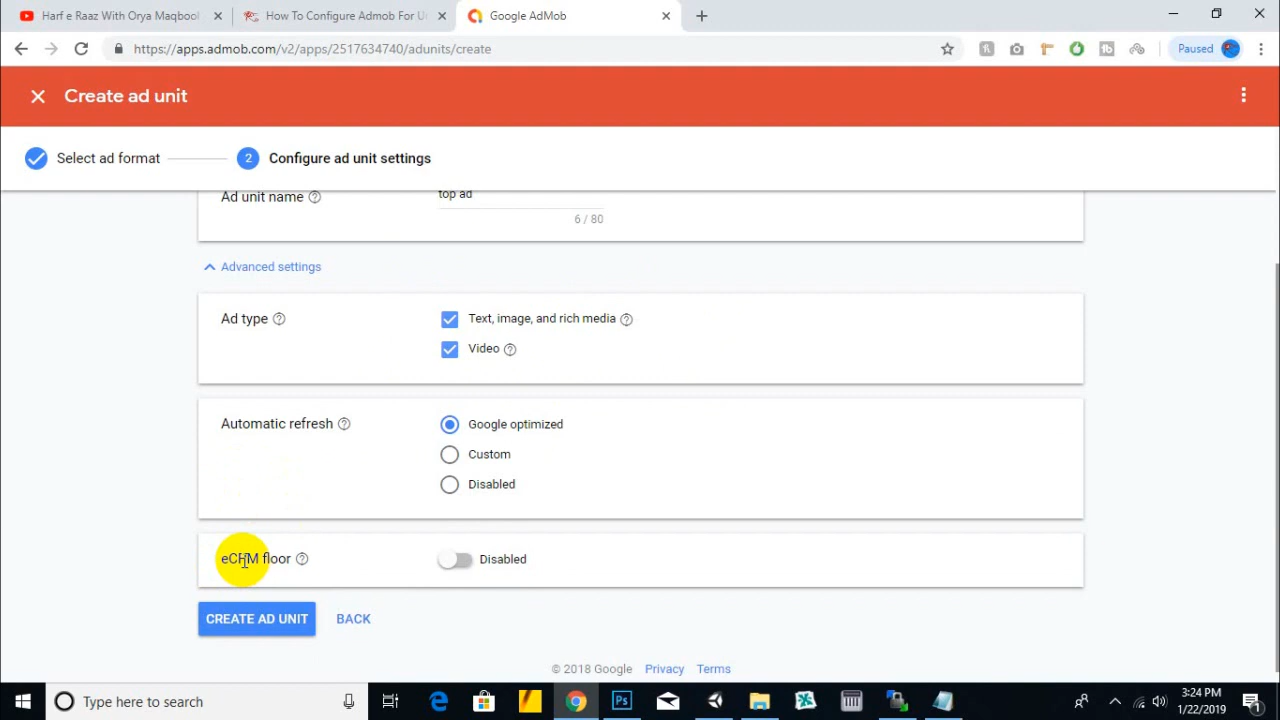 Harf e Raaz With Orya Maqboo
How To Configure Admob For U
Google AdMob
https://apps.admob.com/v2/apps/2517634740/adunits/create
Paused
Create ad unit
Select ad format
2
Configure ad unit settings
Ad unit name
top ad
6 / 80
Advanced settings
Ad type
Text, image, and rich media
Video
Automatic refresh
Google optimized
Custom
Disabled
eCPM floor
Disabled
CREATE AD UNIT
BACK
© 2018 Google
Privacy
Terms
Type here to search
3:24 PM
1/22/2019